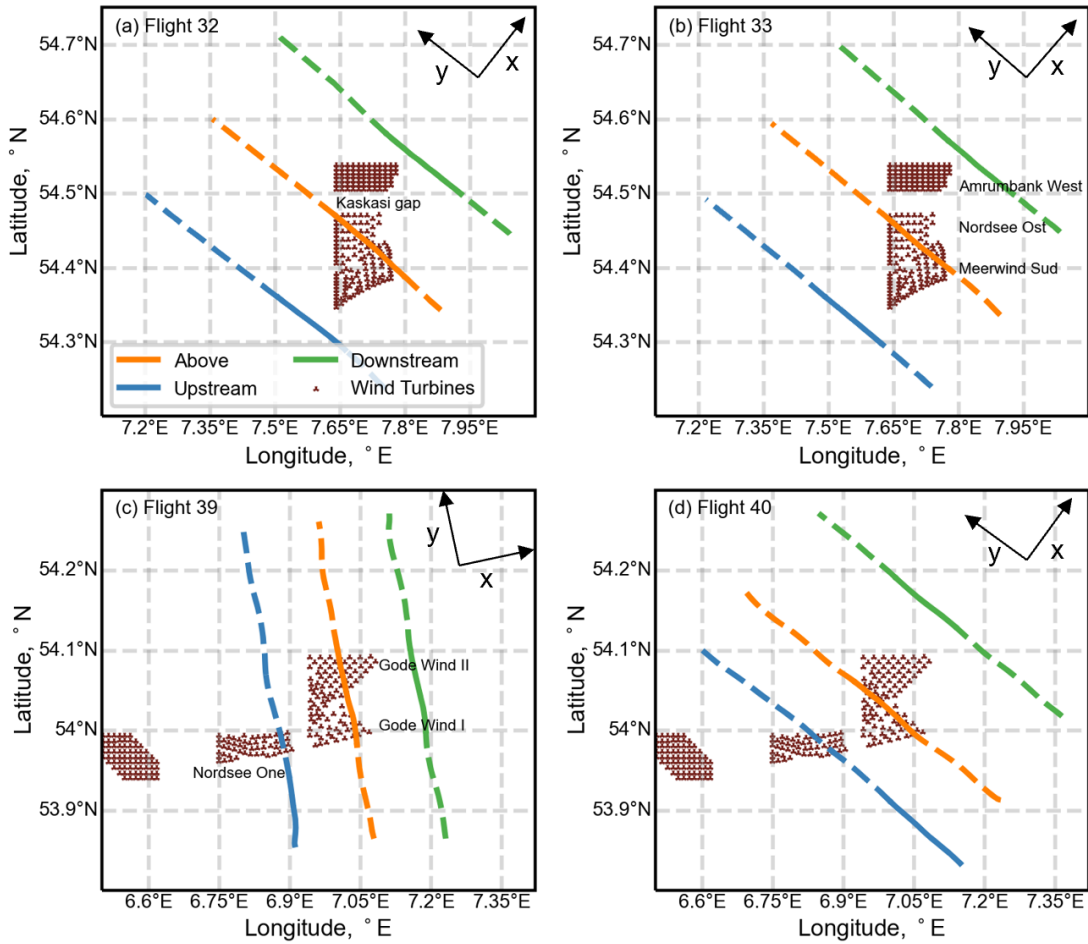 (a) Flight 32
y
x
54.7°N
54.6°N
54.5°N
54.4°N
54.3°N
Latitude, °N
Kaskasi gap
Above
Upstream
Downstream
Wind Turbines
7.2°E 7.35°E 7.5°E 7.65°E 7.8°E 7.95°E
Longitude, °E
(b) Flight 33
y
x
54.7°N
54.6°N
54.5°N
54.4°N
54.3°N
Latitude, °N
Amrumbank West
Nordsee Ost
Meerwind Sud
7.2°E 7.35°E 7.5°E 7.65°E 7.8°E 7.95°E
Longitude, °E
(c) Flight 39
y
x
54.2°N
54.1°N
54°N
53.9°N
Latitude, °N
Gode Wind II
Gode Wind I
Nordsee One
6.6°E 6.75°E 6.9°E 7.05°E 7.2°E 7.35°E
Longitude, °E
(d) Flight 40
y
x
54.2°N
54.1°N
54°N
53.9°N
Latitude, °N
6.6°E 6.75°E 6.9°E 7.05°E 7.2°E 7.35°E
Longitude, °E